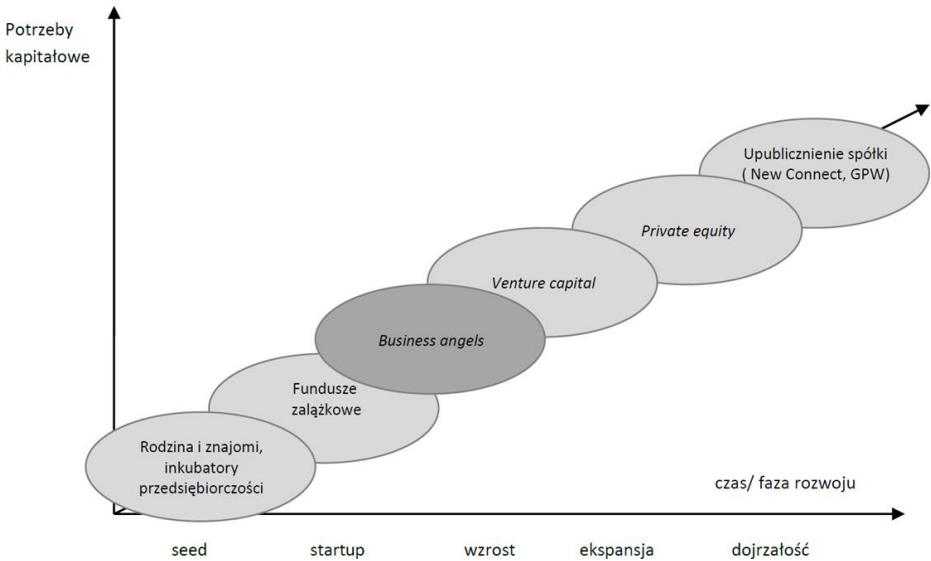 Potrzeby
kapitałowe
Upublicznienie spółki
( New Connect, GPW)
Private equity
Venture capital
Business angels
Fundusze
zalążkowe
Rodzina i znajomi,
inkubatory
przedsiębiorczości
czas/ faza rozwoju
seed startup wzrost ekspansja dojrzałość